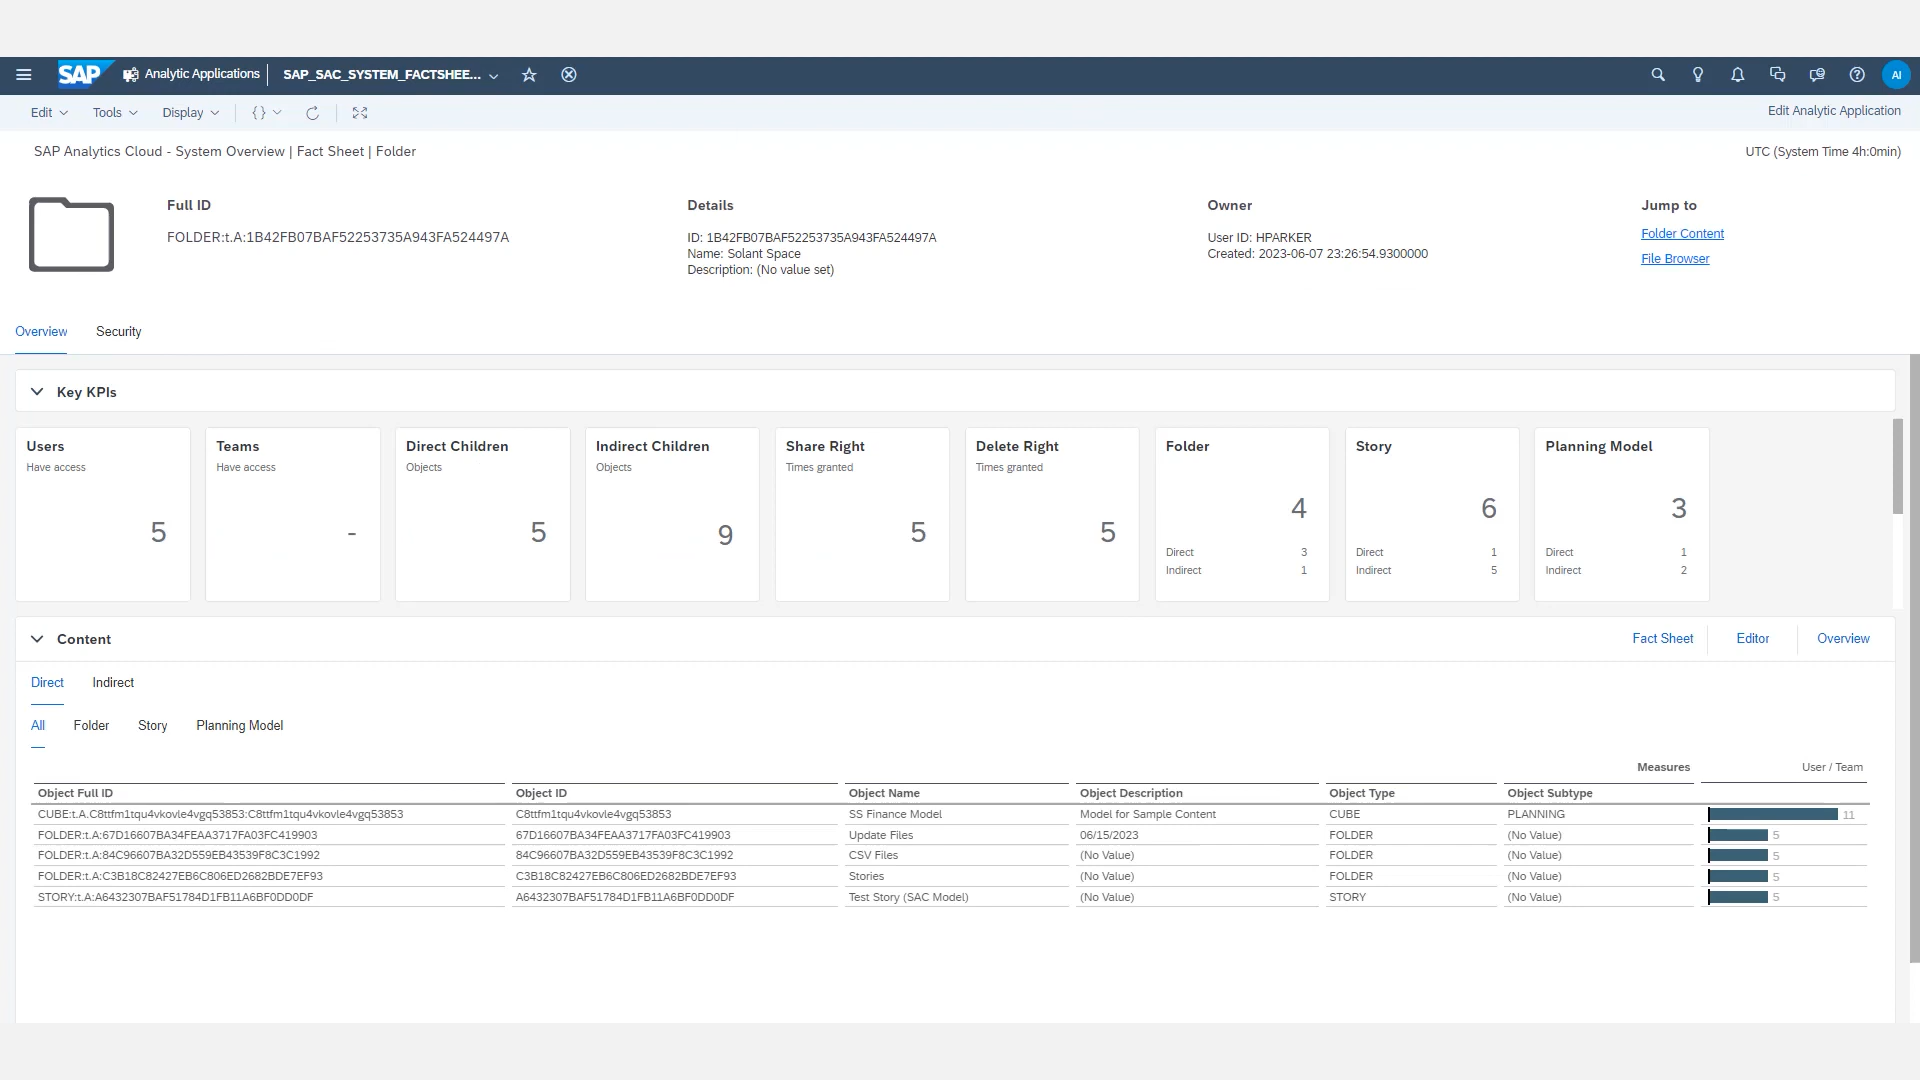 SAP Analytic Applications SAP_SAC_SYSTEM_FACTSHEE... AI
Edit Tools Display {} Edit Analytic Application
SAP Analytics Cloud - System Overview | Fact Sheet | Folder UTC (System Time 4h:0min)
Full ID Details Owner Jump to
FOLDER:t.A:1B42FB07BAF52253735A943FA524497A ID: 1B42FB07BAF52253735A943FA524497A User ID: HPARKER Folder Content
Name: Solant Space Created: 2023-06-07 23:26:54.9300000
Description: (No value set) File Browser
Overview Security
Key KPIs
Users Teams Direct Children Indirect Children Share Right Delete Right Folder Story Planning Model
Have access Have access Objects Objects Times granted Times granted
4 6 3
5 - 5 9 5 5
Direct 3 Direct 1 Direct 1
Indirect 1 Indirect 5 Indirect 2
Content Fact Sheet Editor Overview
Direct Indirect
All Folder Story Planning Model
Measures User / Team
Object Full ID Object ID Object Name Object Description Object Type Object Subtype
CUBE:t.A.C8ttfm1tqu4vkovle4vgq53853:C8ttfm1tqu4vkovle4vgq53853 C8ttfm1tqu4vkovle4vgq53853 SS Finance Model Model for Sample Content CUBE PLANNING 11
FOLDER:t.A:67D16607BA34FEAA3717FA03FC419903 67D16607BA34FEAA3717FA03FC419903 Update Files 06/15/2023 FOLDER (No Value) 5
FOLDER:t.A:84C96607BA32D559EB43539F8C3C1992 84C96607BA32D559EB43539F8C3C1992 CSV Files (No Value) FOLDER (No Value) 5
FOLDER:t.A:C3B18C82427EB6C806ED2682BDE7EF93 C3B18C82427EB6C806ED2682BDE7EF93 Stories (No Value) FOLDER (No Value) 5
STORY:t.A:A6432307BAF51784D1FB11A6BF0DD0DF A6432307BAF51784D1FB11A6BF0DD0DF Test Story (SAC Model) (No Value) STORY (No Value) 5